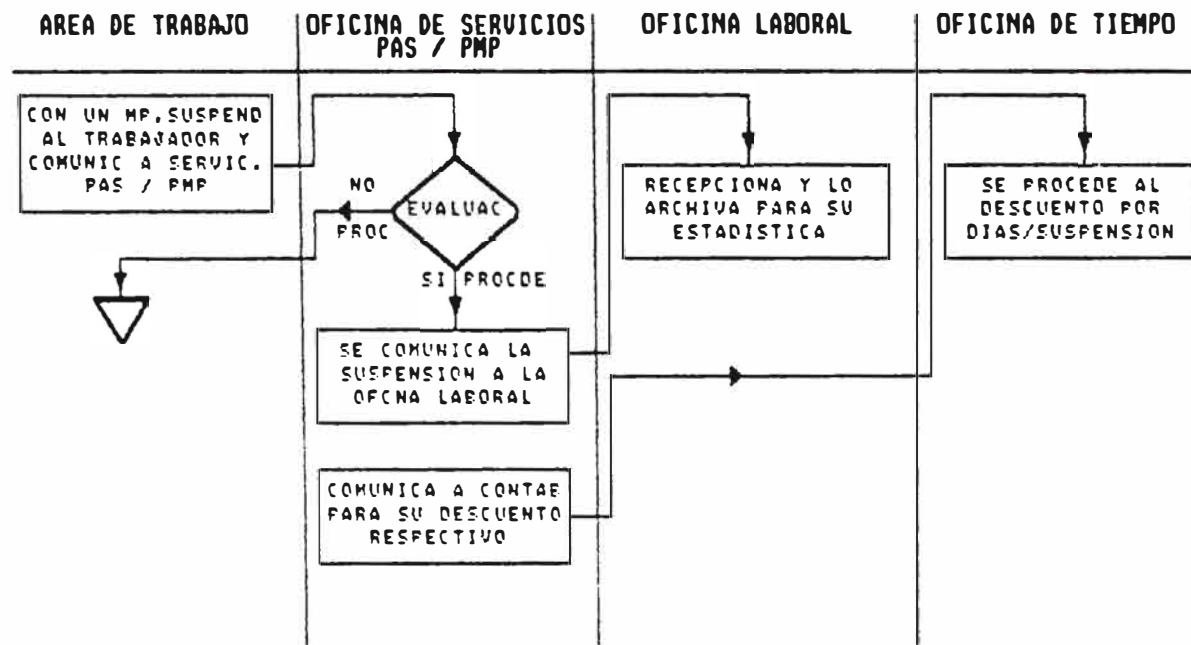 AREA DE TRABAJO
OFICINA DE SERVICIOS
PAS / PMP
OFICINA LABORAL
OFICINA DE TIEMPO
CON UN MP.SUSPEND
AL TRABAJADOR Y
COMUNIC A SERVIC.
PAS / PMP
NO
PROC
EVALUAC
SI PROCDE
SE COMUNICA LA
SUSPENSION A LA
OFCNA LABORAL
COMUNICA A CONTAB
PARA SU DESCUENTO
RESPECTIVO
RECEPCIONA Y LO
ARCHIVA PARA SU
ESTADISTICA
SE PROCEDE AL
DESCUENTO POR
DIAS/SUSPENSION